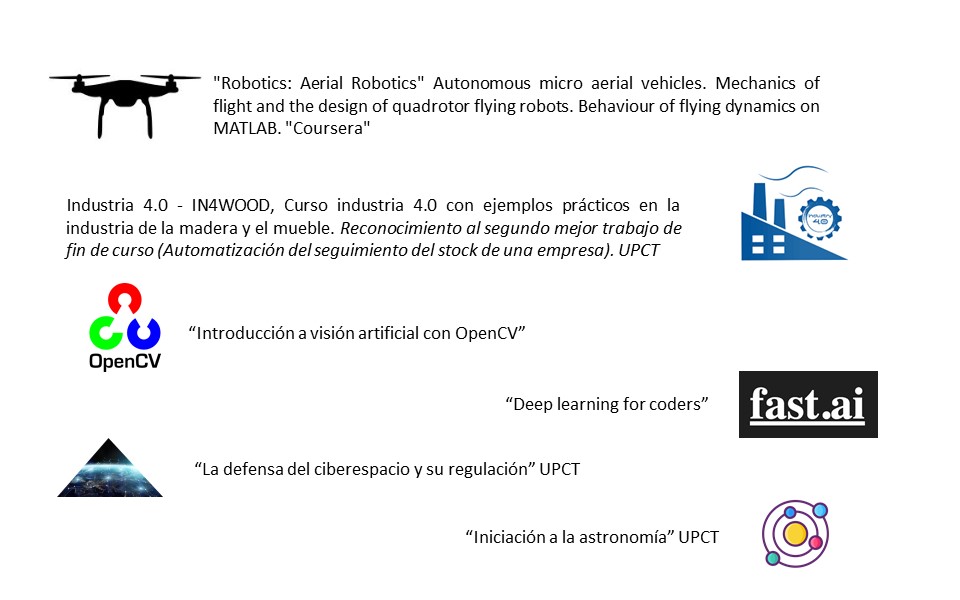 "Robotics: Aerial Robotics" Autonomous micro aerial vehicles. Mechanics of
flight and the design of quadrotor flying robots. Behaviour of flying dynamics on
MATLAB. "Coursera"
Industria 4.0 - IN4WOOD, Curso industria 4.0 con ejemplos prácticos en la
industria de la madera y el mueble. Reconocimiento al segundo mejor trabajo de
fin de curso (Automatización del seguimiento del stock de una empresa). UPCT
INDUSTRY
4.0
OpenCV
“Introducción a visión artificial con OpenCV”
“Deep learning for coders”
fast.ai
“La defensa del ciberespacio y su regulación” UPCT
“Iniciación a la astronomía” UPCT